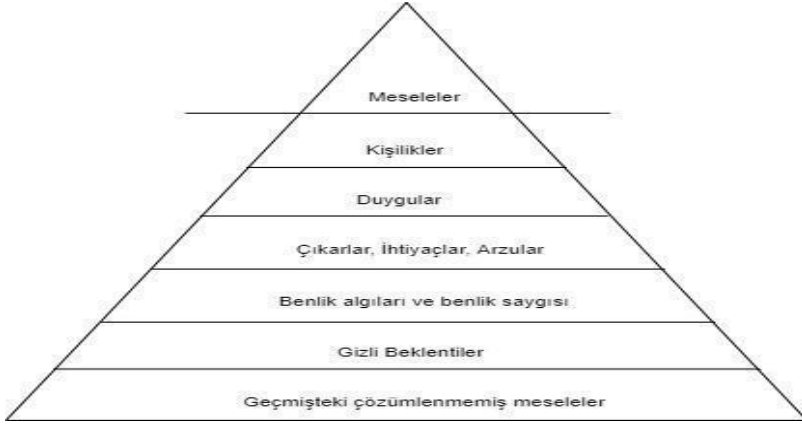 Meseleler
Kişilikler
Duygular
Çıkarlar, İhtiyaçlar, Arzular
Benlik algıları ve benlik saygısı
Gizli Beklentiler
Geçmişteki çözümlenmemiş meseleler